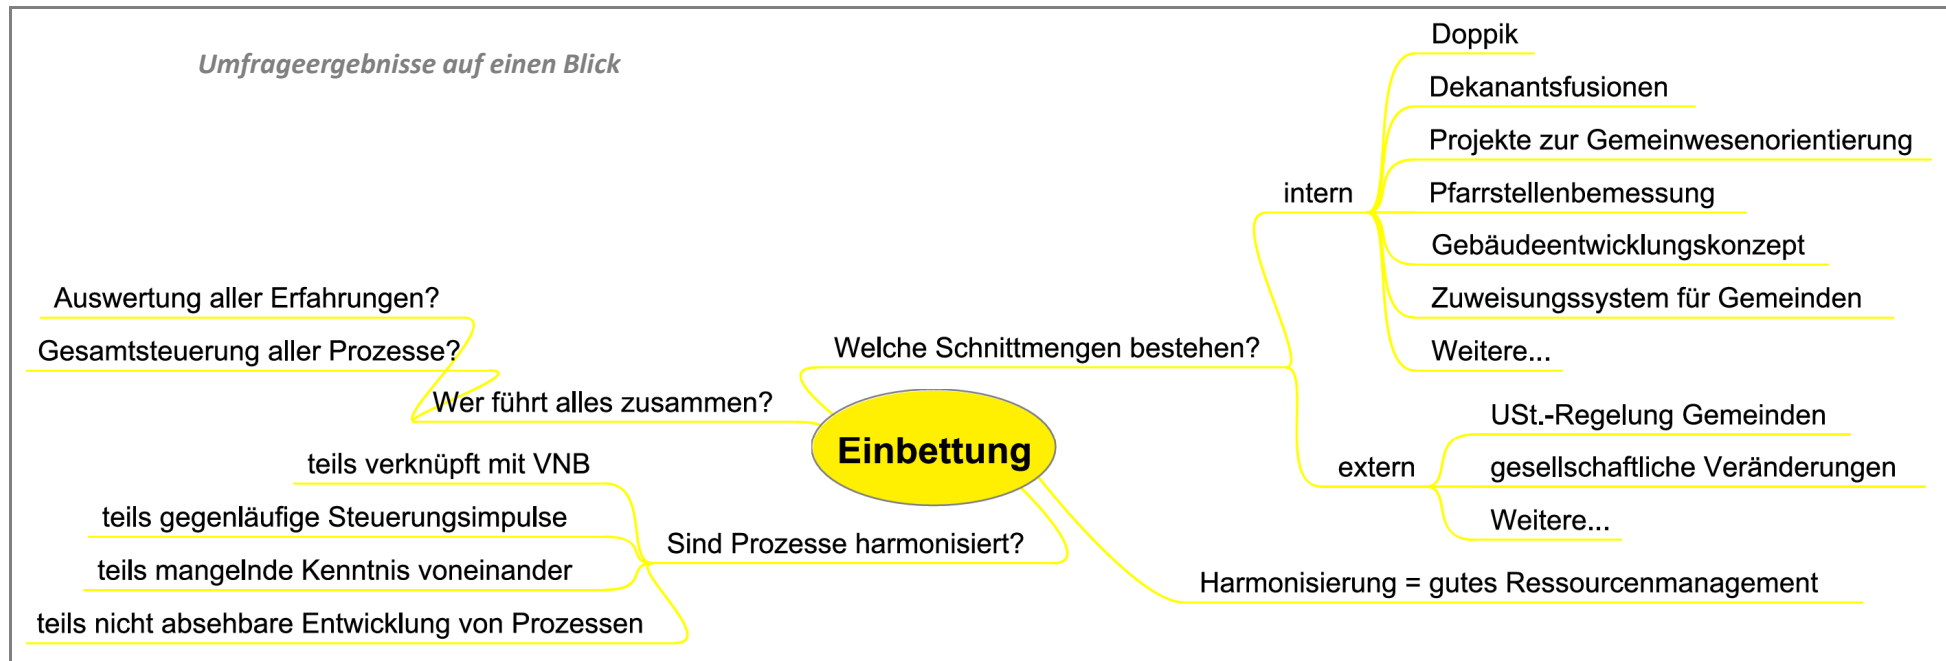 Umfrageergebnisse auf einen Blick
Einbettung
Welche Schnittmengen bestehen?
intern
Doppik
Dekanantsfusionen
Projekte zur Gemeinwesenorientierung
Pfarrstellenbemessung
Gebäudeentwicklungskonzept
Zuweisungssystem für Gemeinden
Weitere...
extern
USt.-Regelung Gemeinden
gesellschaftliche Veränderungen
Weitere...
Harmonisierung = gutes Ressourcenmanagement
Wer führt alles zusammen?
Auswertung aller Erfahrungen?
Gesamtsteuerung aller Prozesse?
Sind Prozesse harmonisiert?
teils verknüpft mit VNB
teils gegenläufige Steuerungsimpulse
teils mangelnde Kenntnis voneinander
teils nicht absehbare Entwicklung von Prozessen